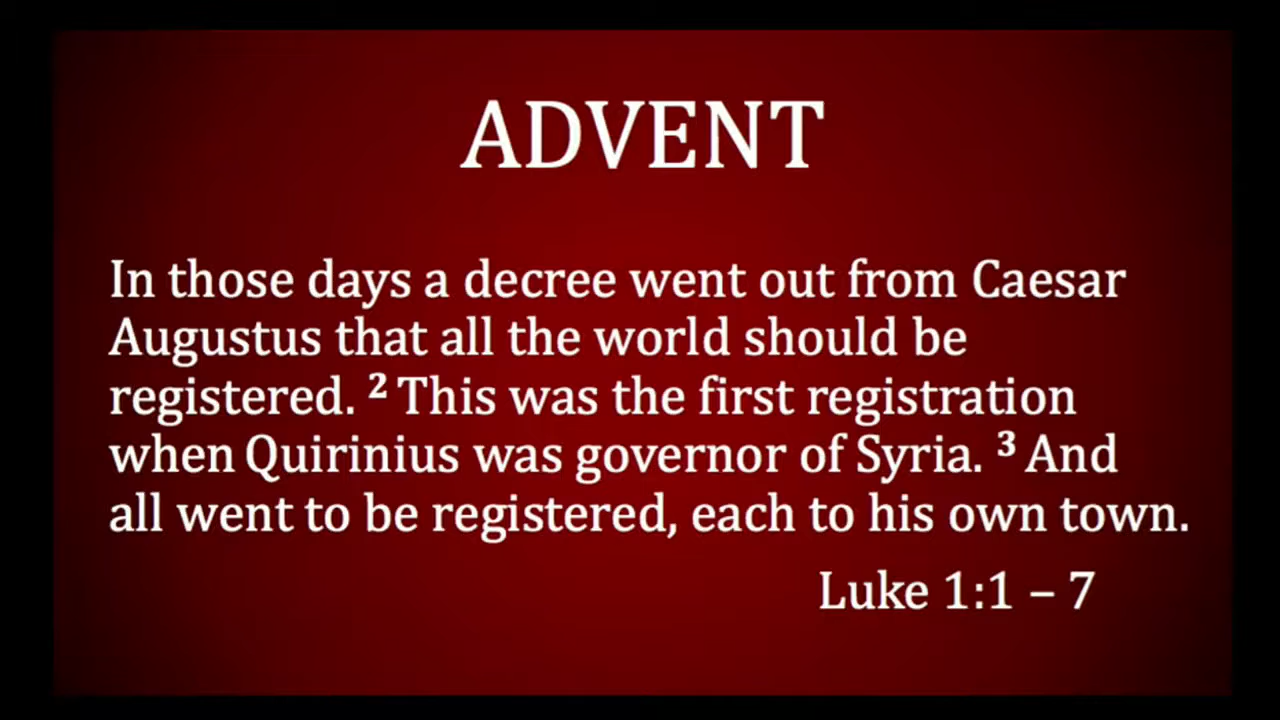 ADVENT
In those days a decree went out from Caesar
Augustus that all the world should be
registered. ² This was the first registration
when Quirinius was governor of Syria. ³ And
all went to be registered, each to his own town.
Luke 1:1 – 7